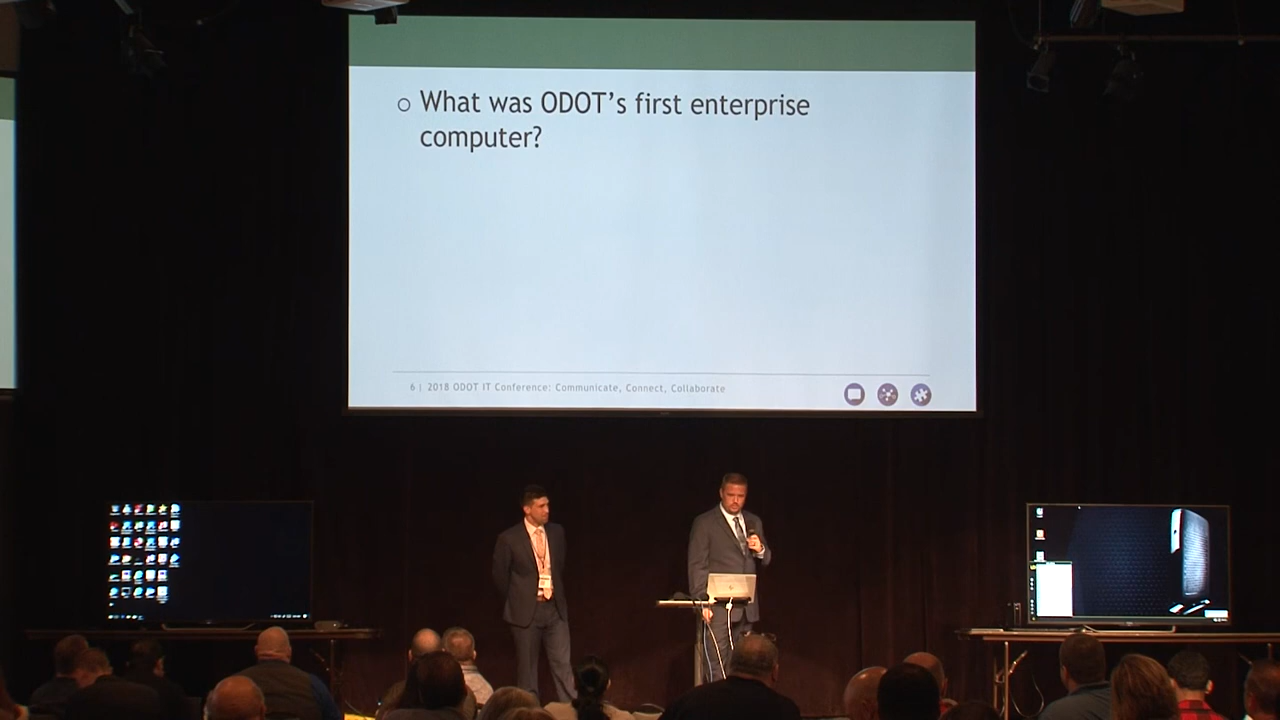 ○ What was ODOT's first enterprise
computer?
6 | 2018 ODOT IT Conference: Communicate, Connect, Collaborate